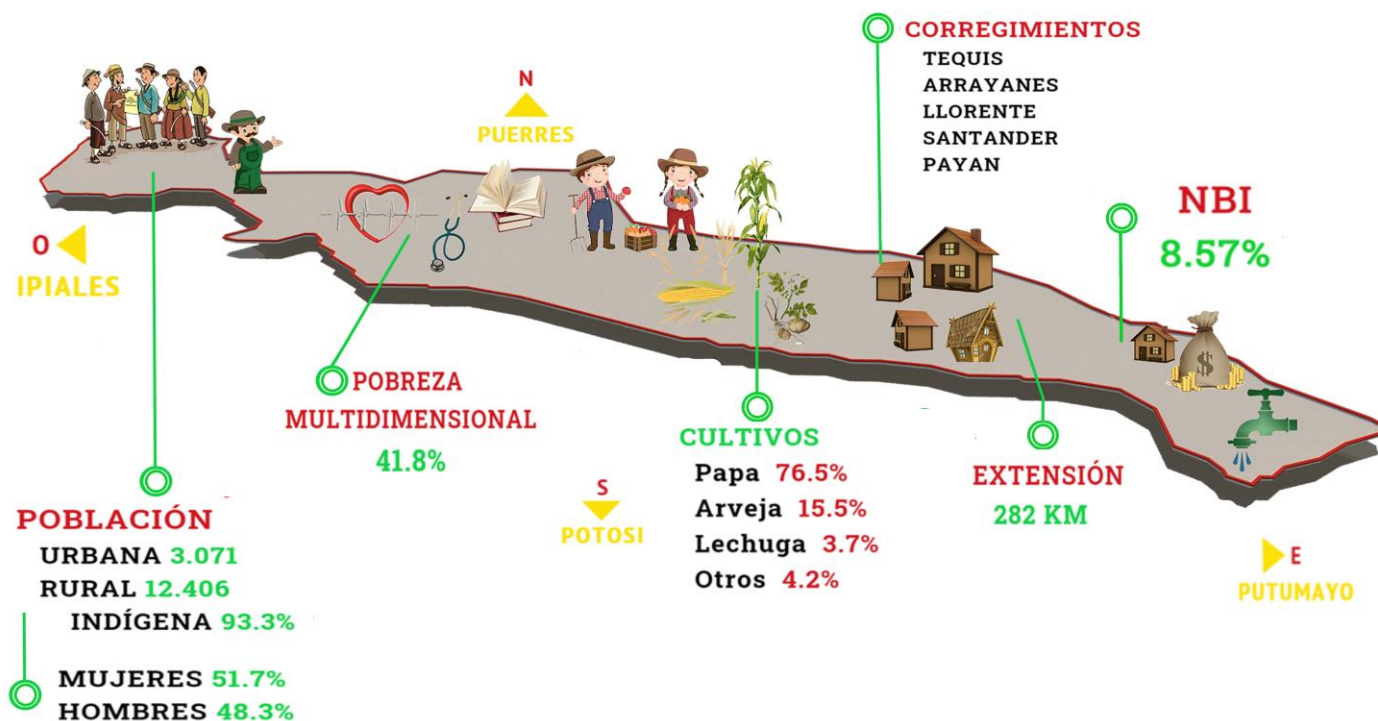 CORREGIMIENTOS
TEQUIS
ARRAYANES
LLORENTE
SANTANDER
PAYAN
N
PUERRES
NBI
8.57%
O
IPIALES
POBREZA
MULTIDIMENSIONAL
41.8%
CULTIVOS
Papa 76.5%
Arveja 15.5%
Lechuga 3.7%
Otros 4.2%
EXTENSIÓN
282 KM
S
POTOSI
E
PUTUMAYO
POBLACIÓN
URBANA 3.071
RURAL 12.406
INDÍGENA 93.3%
MUJERES 51.7%
HOMBRES 48.3%
$